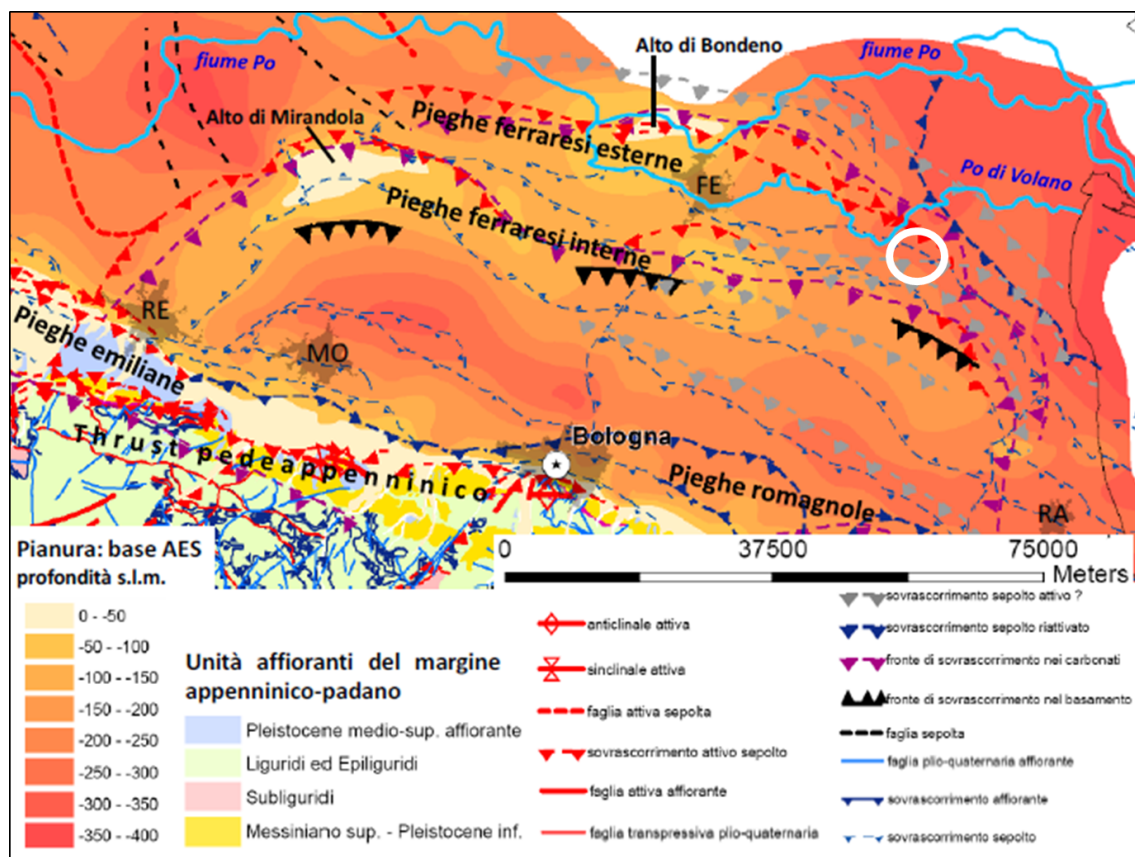 Alto di Bondeno
fiume Po
fiume Po
Alto di Mirandola
Pieghe ferraresi esterne
FE
Po di Volano
Pieghe ferraresi interne
RE
MO
Pieghe emiliane
Thrust pedeappenninico
Bologna
Pieghe romagnole
RA
Pianura: base AES
profondità s.l.m.
0 37500 75000
Meters
0 - -50
-50 - -100
-100 - -150
-150 - -200
-200 - -250
-250 - -300
-300 - -350
-350 - -400
Unità affioranti del margine
appenninico-padano
Pleistocene medio-sup. affiorante
Liguridi ed Epiliguridi
Subliguridi
Messiniano sup. - Pleistocene inf.
anticlinale attiva
sinclinale attiva
faglia attiva sepolta
sovrascorrimento attivo sepolto
faglia attiva affiorante
faglia transpressiva plio-quaternaria
sovrascorrimento sepolto attivo ?
sovrascorrimento sepolto riattivato
fronte di sovrascorrimento nei carbonati
fronte di sovrascorrimento nel basamento
faglia sepolta
faglia plio-quaternaria affiorante
sovrascorrimento affiorante
sovrascorrimento sepolto